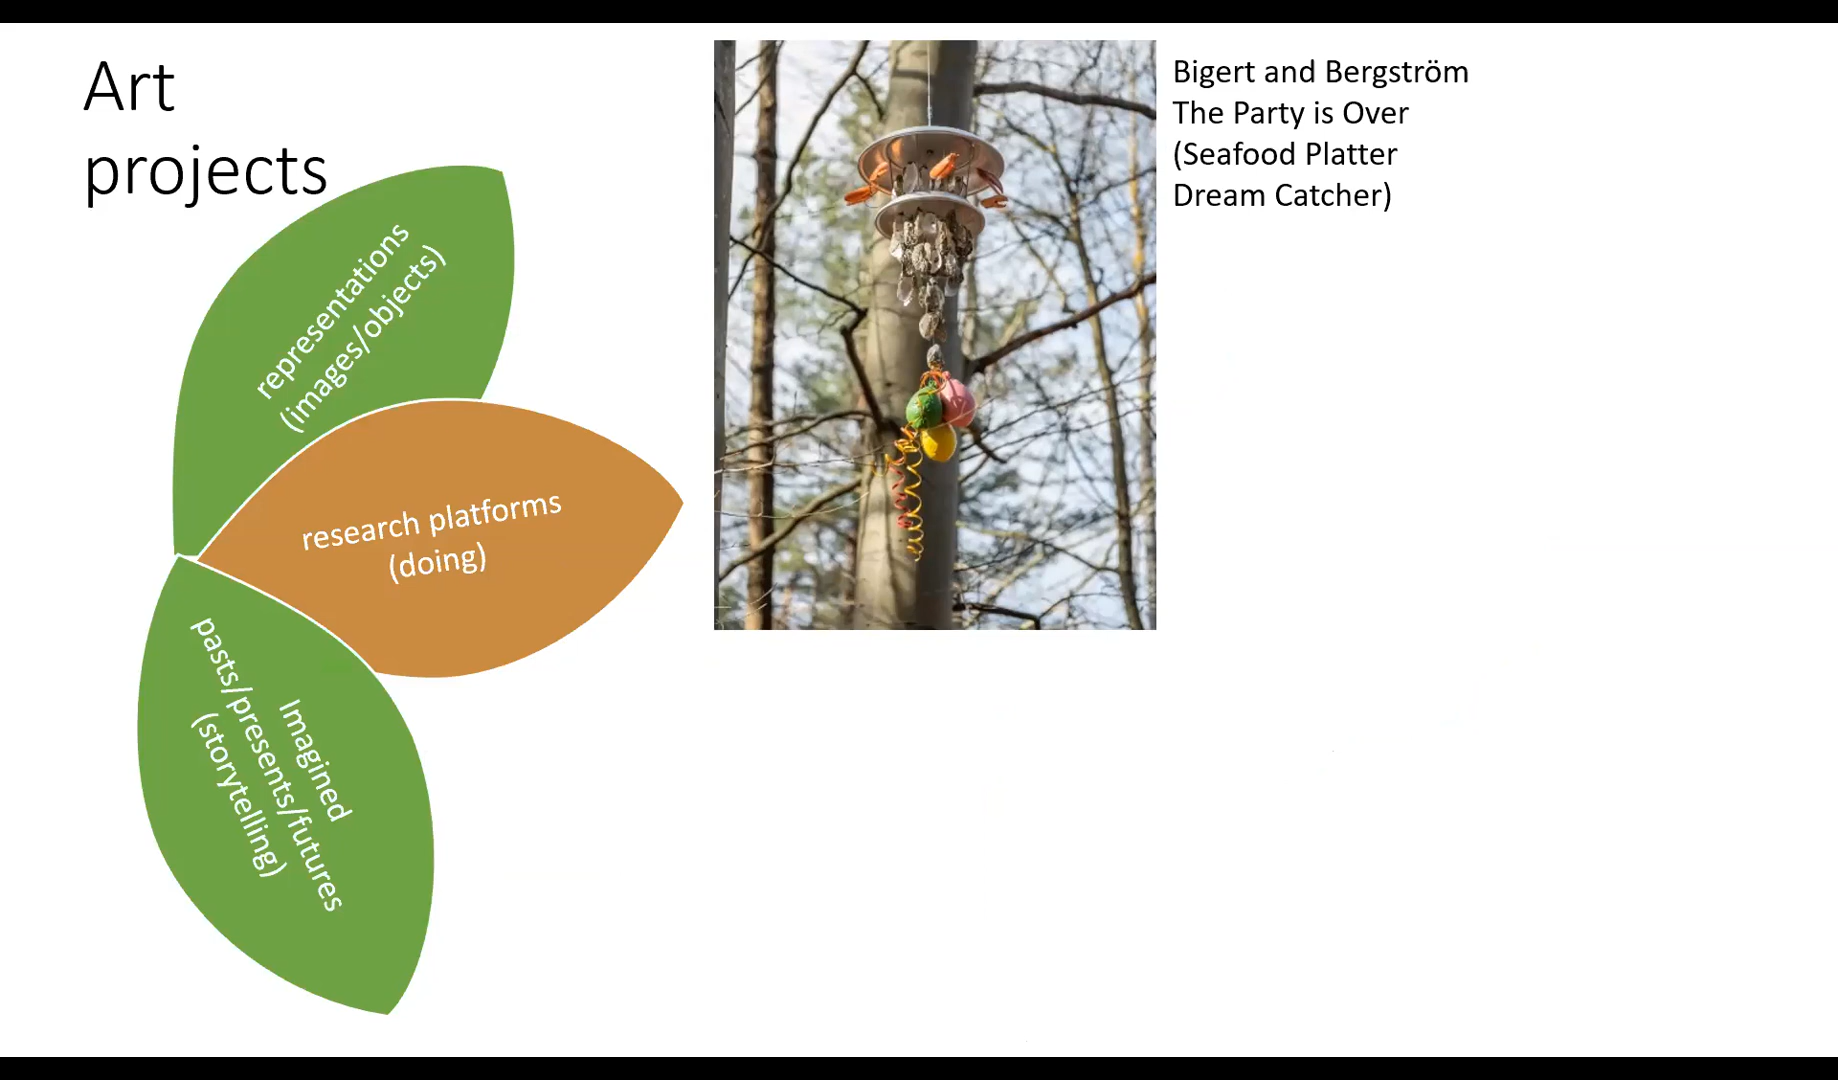 Art
projects
representations
(images/objects)
research platforms
(doing)
Imagined
pasts/presents/futures
(storytelling)
Bigert and Bergström
The Party is Over
(Seafood Platter
Dream Catcher)